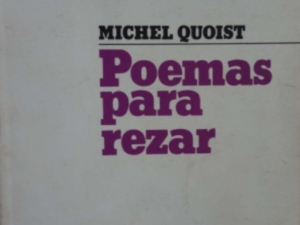 MICHEL QUOIST
Poemas
para
rezar